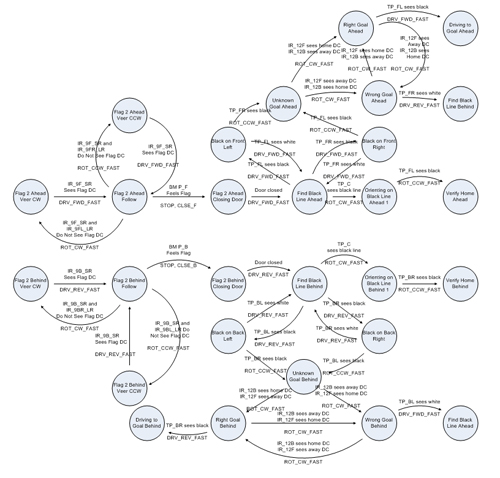 TP_FL sees black
DRV_FWD_FAST
Right Goal
Ahead
Driving to
Goal Ahead
IR_12F sees home DC
IR_12B sees away DC
ROT_CW_FAST
IR_12F sees
Away DC
IR_12B sees
Home DC
ROT_CW_FAST
IR_12F sees away DC
IR_12B sees home DC
ROT_CW_FAST
Unknown
Goal Ahead
Wrong Goal
Ahead
TP_FR sees white
DRV_REV_FAST
Find Black
Line Behind
Flag 2 Ahead
Veer CCW
TP_FR sees black
ROT_CCW_FAST
ROT_CW_FAST
IR_9F_SR and
IR_9FR_LR
Do Not See Flag DC
ROT_CW_FAST
IR_9F_SR
Sees Flag DC
DRV_FWD_FAST
Black on Front
Left
TP_FL sees white
DRV_FWD_FAST
TP_FR sees black
DRV_FWD_FAST
Black on Front
Right
TP_FR sees white
DRV_FWD_FAST
Flag 2 Ahead
Veer CW
IR_9F_SR
Sees Flag DC
DRV_FWD_FAST
Flag 2 Ahead
Follow
BM P_F
Feels Flag
STOP, CLSE_F
Flag 2 Ahead
Closing Door
Door closed
DRV_FWD_FAST
Find Black
Line Ahead
TP_C
sees black line
ROT_CW_FAST
Orienting on
Black Line
Ahead 1
TP_FL sees black
ROT_CCW_FAST
Verify Home
Ahead
IR_9F_SR and
IR_9FL_LR
Do Not See Flag DC
ROT_CW_FAST
BM P_B
Feels Flag
STOP, CLSE_B
Flag 2 Behind
Veer CW
IR_9B_SR
Sees Flag DC
DRV_REV_FAST
Flag 2 Behind
Follow
Flag 2 Behind
Closing Door
Door closed
DRV_REV_FAST
Find Black
Line Behind
TP_C
sees black line
ROT_CW_FAST
Orienting on
Black Line
Behind 1
TP_BR sees black
ROT_CCW_FAST
Verify Home
Behind
IR_9B_SR and
IR_9BR_LR
Do Not See Flag DC
ROT_CW_FAST
IR_9B_SR and
IR_9BL_LR Do
Not See Flag DC
ROT_CCW_FAST
IR_9B_SR
Sees Flag DC
DRV_REV_FAST
TP_BL sees white
DRV_REV_FAST
TP_BL sees black
DRV_REV_FAST
TP_BR sees black
DRV_REV_FAST
TP_BR sees white
DRV_REV_FAST
Black on Back
Left
Black on Back
Right
TP_BR sees black
ROT_CW_FAST
TP_BL sees black
ROT_CCW_FAST
Unknown
Goal Behind
Flag 2 Behind
Veer CCW
IR_12B sees home DC
IR_12F sees away DC
ROT_CW_FAST
IR_12B sees away DC
IR_12F sees home DC
ROT_CW_FAST
Driving to
Goal Behind
TP_BR sees black
DRV_REV_FAST
Right Goal
Behind
IR_12B sees away DC
IR_12F sees home DC
ROT_CW_FAST
IR_12B sees home DC
IR_12F sees away DC
ROT_CW_FAST
Wrong Goal
Behind
TP_BL sees white
DRV_FWD_FAST
Find Black
Line Ahead